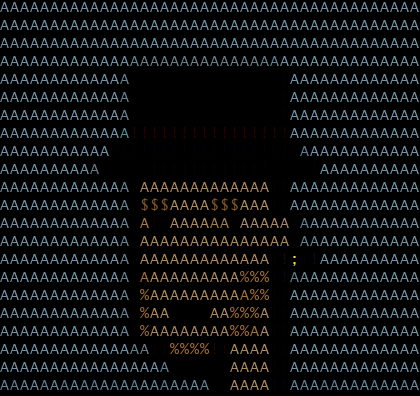 AAAAAAAAAAAAAAAAAAAAAAAAAAAAAAAAAAAAAAAAAA
AAAAAAAAAAAAAAAAAAAAAAAAAAAAAAAAAAAAAAAAAA
AAAAAAAAAAAAAAAAAAAAAAAAAAAAAAAAAAAAAAAAAA
AAAAAAAAAAAAAAAAAAAAAAAAAAAAAAAAAAAAAAAAAA
AAAAAAAAAAAAA                AAAAAAAAAAAAA
AAAAAAAAAAAAA                AAAAAAAAAAAAA
AAAAAAAAAAAAA                AAAAAAAAAAAAA
AAAAAAAAAAAAA!!!!!!!!!!!!!!!!AAAAAAAAAAAAA
AAAAAAAAAAA                   AAAAAAAAAAAA
AAAAAAAAAA                      AAAAAAAAAA
AAAAAAAAAAAAA AAAAAAAAAAAAA  AAAAAAAAAAAAA
AAAAAAAAAAAAA $$$AAAA$$$AAA  AAAAAAAAAAAAA
AAAAAAAAAAAAA A  AAAAAA AAAAA AAAAAAAAAAAA
AAAAAAAAAAAAA AAAAAAAAAAAAAAA AAAAAAAAAAAA
AAAAAAAAAAAAA AAAAAAAAAAAAA  ;  AAAAAAAAAA
AAAAAAAAAAAAA AAAAAAAAAA%%%  AAAAAAAAAAAAA
AAAAAAAAAAAAA %AAAAAAAAAA%%  AAAAAAAAAAAAA
AAAAAAAAAAAAA %AA    AA%%%A  AAAAAAAAAAAAA
AAAAAAAAAAAAA %AAAAAAAA%%AA  AAAAAAAAAAAAA
AAAAAAAAAAAAAAA  %%%%  AAAA  AAAAAAAAAAAAA
AAAAAAAAAAAAAAAAA      AAAA  AAAAAAAAAAAAA
AAAAAAAAAAAAAAAAAAAAA  AAAA  AAAAAAAAAAAAA